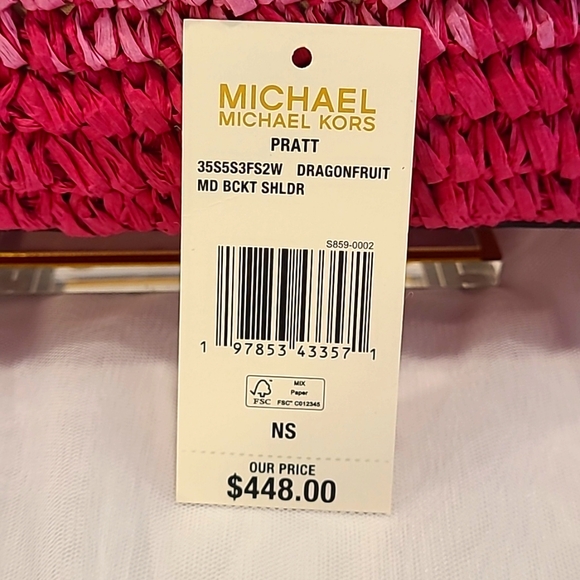 MICHAEL
MICHAEL KORS
PRATT
35S5S3FS2W DRAGONFRUIT
MD BCKT SHLDR
S859-0002
1 97853 43357 1
FSC
MIX
Paper
FSC™ C012345
NS
OUR PRICE
$448.00